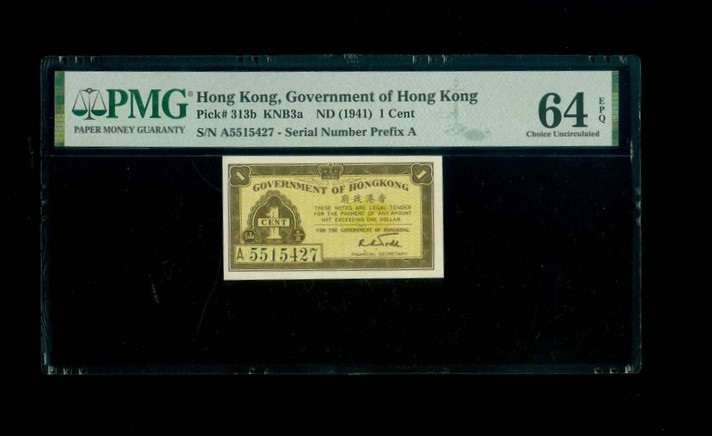 PMG®
PAPER MONEY GUARANTY
Hong Kong, Government of Hong Kong
Pick# 313b KNB3a ND (1941) 1 Cent
S/N A5515427 - Serial Number Prefix A
64 EPQ
Choice Uncirculated
1 1
GOVERNMENT OF HONGKONG
府政港香
THESE NOTES ARE LEGAL TENDER
FOR THE PAYMENT OF ANY AMOUNT
NOT EXCEEDING ONE DOLLAR.
1
CENT
FOR THE GOVERNMENT OF HONGKONG.
A 5515427
FINANCIAL SECRETARY